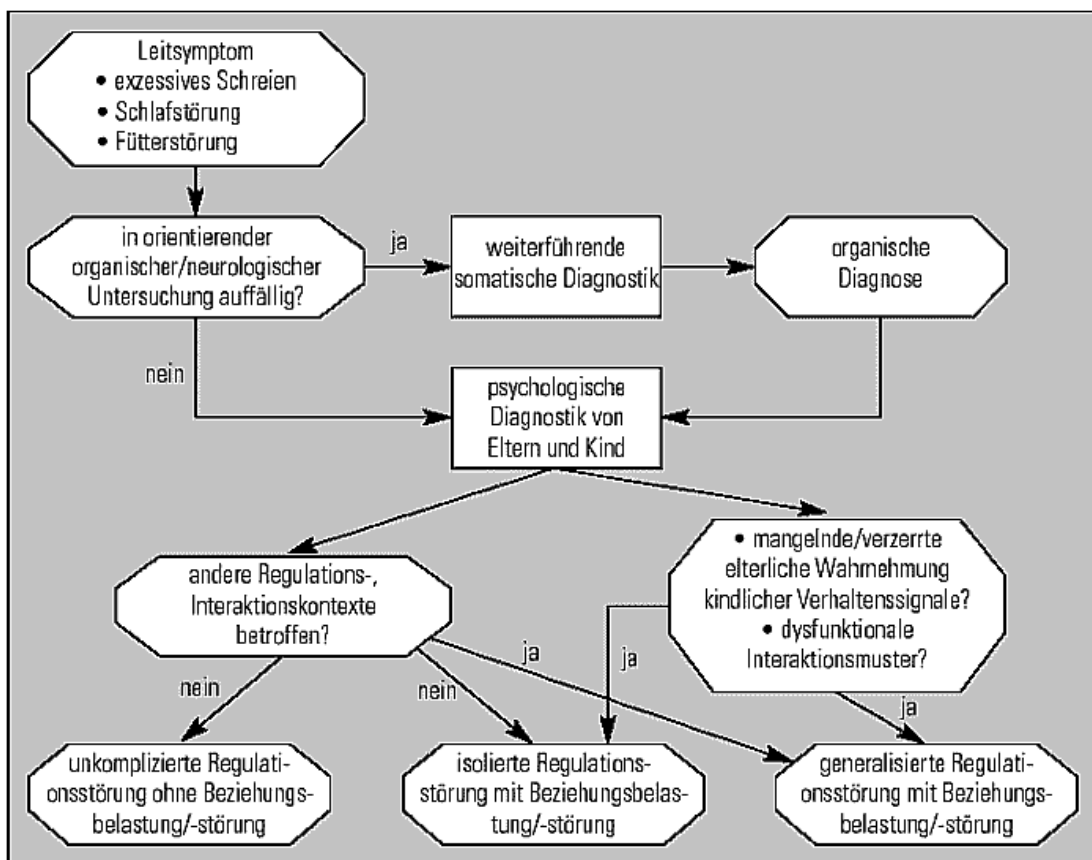 Leitsymptom
• exzessives Schreien
• Schlafstörung
• Fütterstörung
in orientierender
organischer/neurologischer
Untersuchung auffällig?
ja
weiterführende
somatische Diagnostik
organische
Diagnose
nein
psychologische
Diagnostik von
Eltern und Kind
andere Regulations-,
Interaktionskontexte
betroffen?
• mangelnde/verzerrte
elterliche Wahrnehmung
kindlicher Verhaltenssignale?
• dysfunktionale
Interaktionsmuster?
nein
nein
ja
ja
ja
unkomplizierte Regulati-
onsstörung ohne Beziehungs-
belastung/-störung
isolierte Regulations-
störung mit Beziehungsbelas-
tung/-störung
generalisierte Regulati-
onsstörung mit Beziehungs-
belastung/-störung